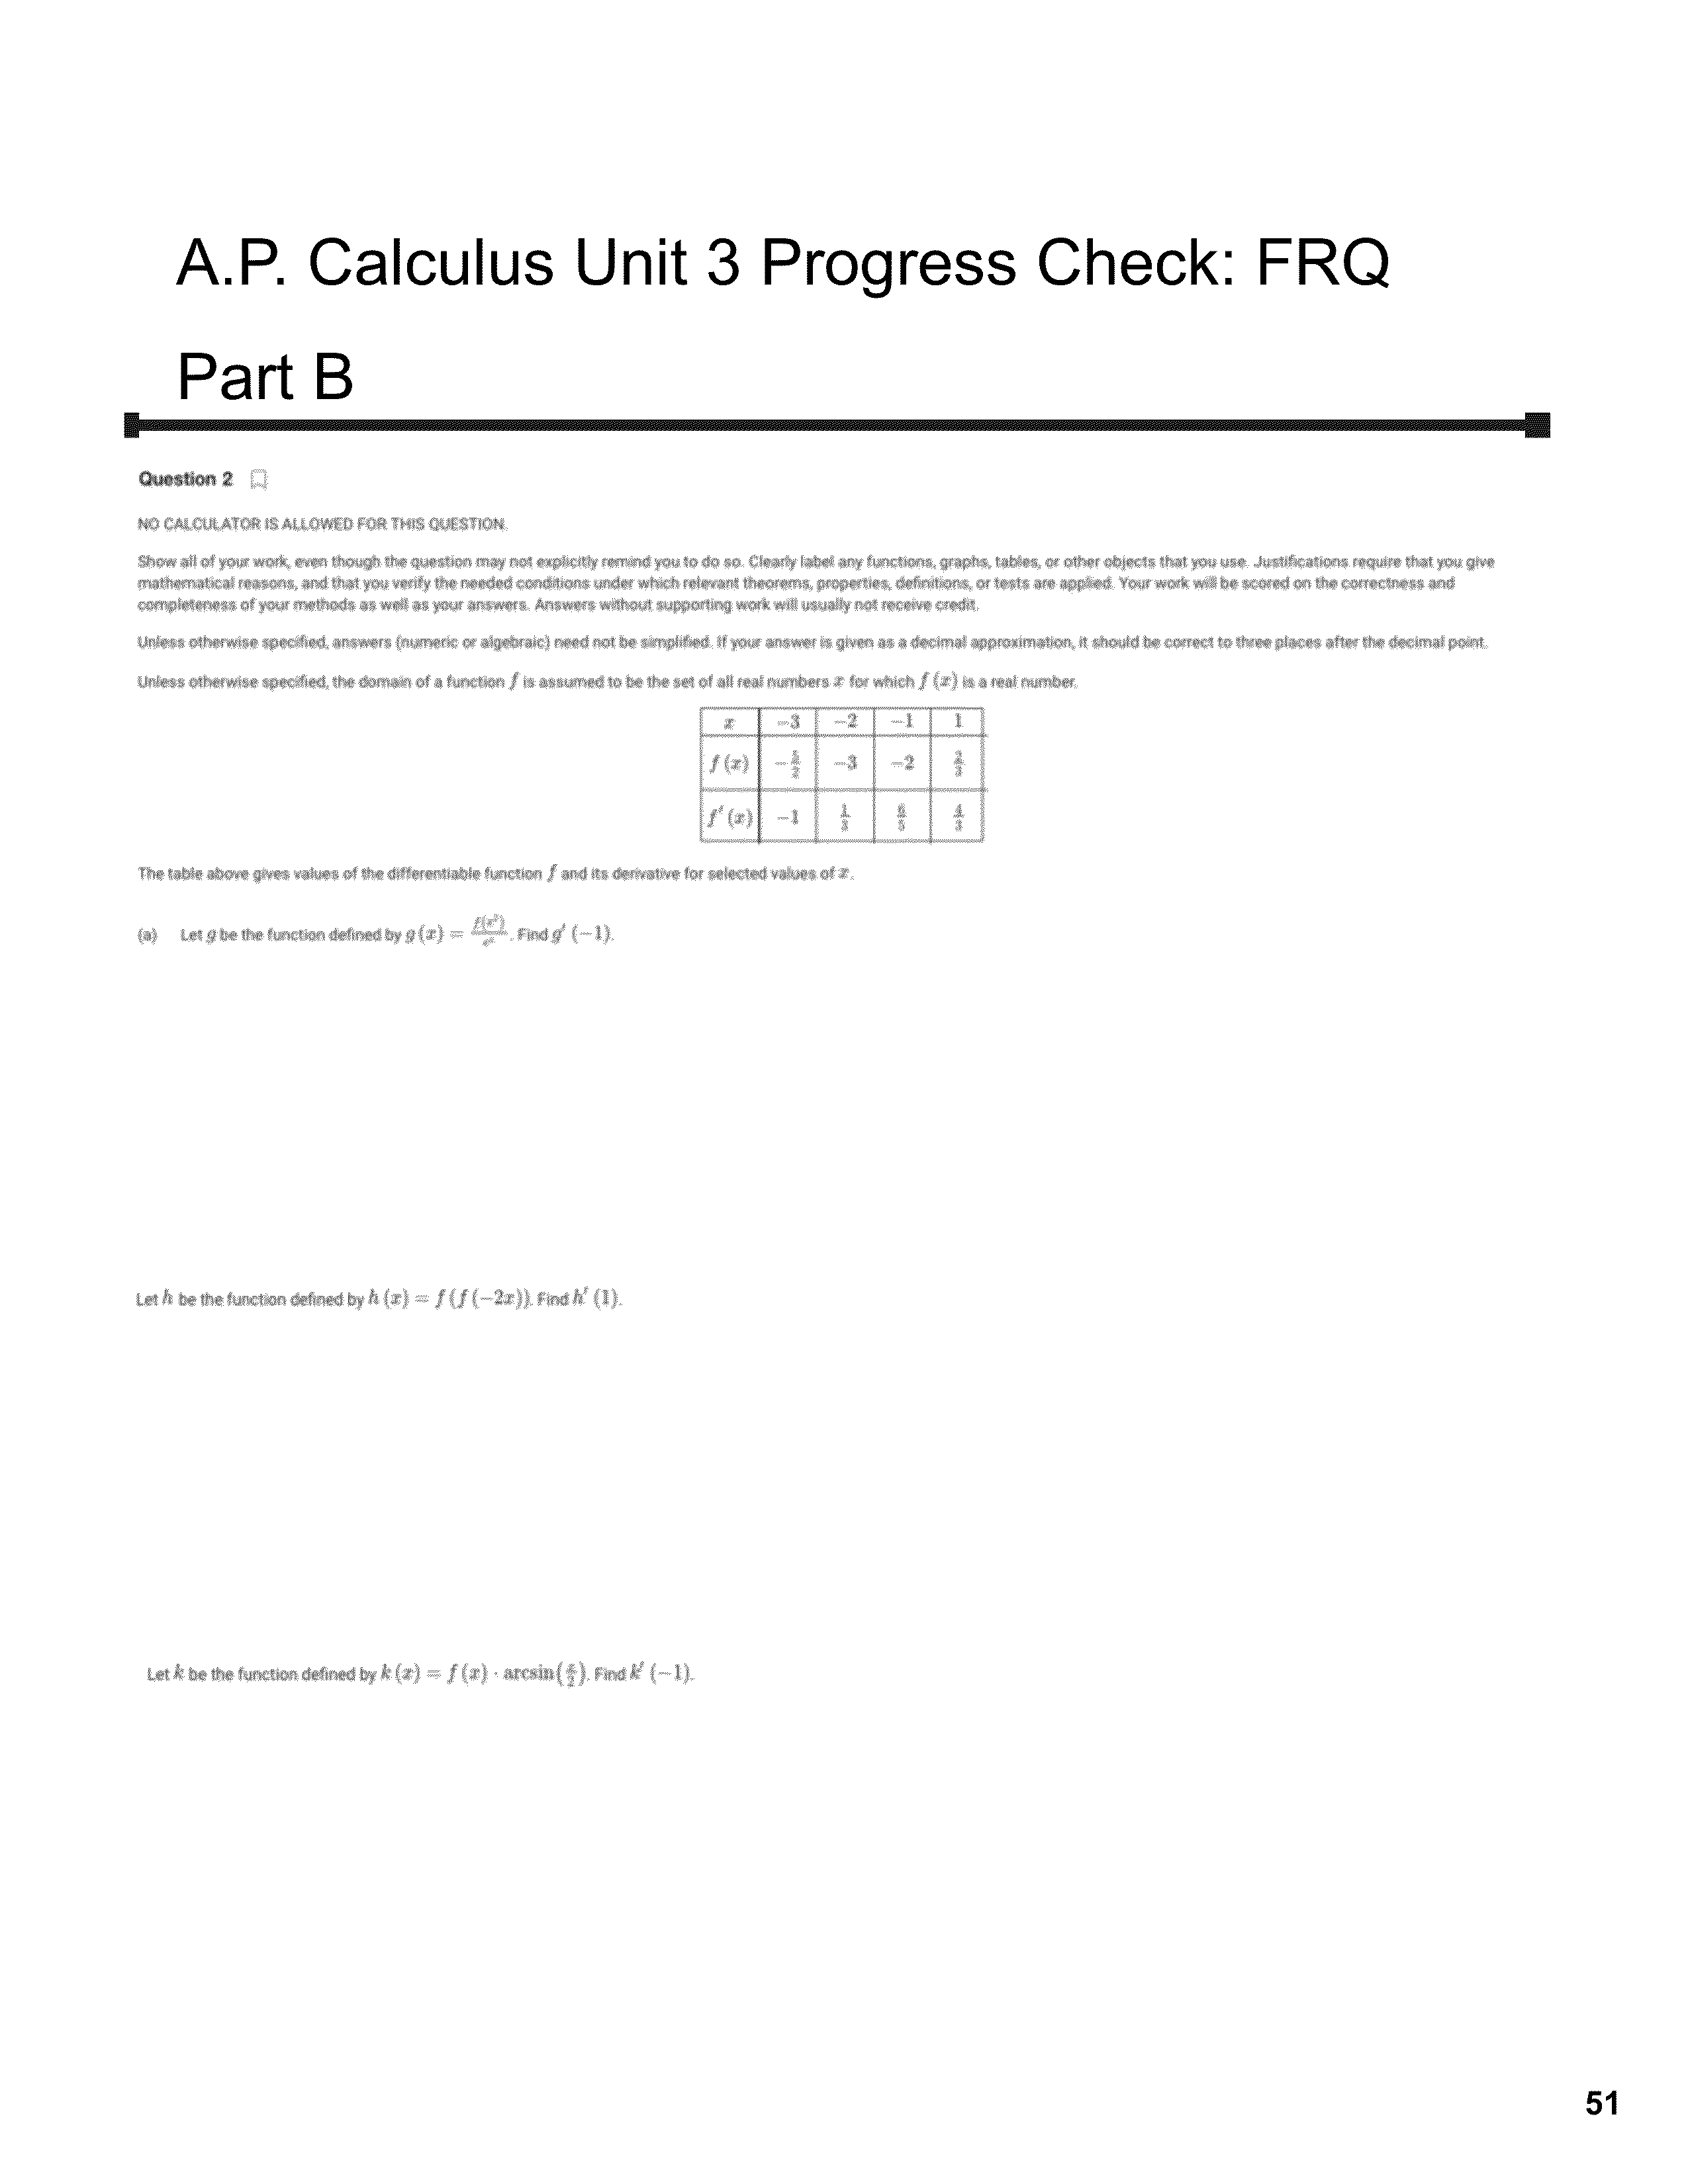 A.P. Calculus Unit 3 Progress Check: FRQ
Part B
Question 2
NO CALCULATOR IS ALLOWED FOR THIS QUESTION.
Show all of your work, even though the question may not explicitly remind you to do so. Clearly label any functions, graphs, tables, or other objects that you use. Justifications require that you give
mathematical reasons, and that you verify the needed conditions under which relevant theorems, properties, definitions, or tests are applied. Your work will be scored on the correctness and
completeness of your methods as well as your answers. Answers without supporting work will usually not receive credit.
Unless otherwise specified, answers (numeric or algebraic) need not be simplified. If your answer is given as a decimal approximation, it should be correct to three places after the decimal point.
Unless otherwise specified, the domain of a function f is assumed to be the set of all real numbers x for which f (x) is a real number.
x −3 −2 −1 1
f (x) − 5/2 −3 −2 2/3
f′ (x) −1 1/3 6/5 4/3
The table above gives values of the differentiable function f and its derivative for selected values of x.
(a) Let g be the function defined by g (x) = . Find g′ (−1).
Let h be the function defined by h (x) = f (f (−2x)). Find h′ (1).
Let k be the function defined by k (x) = f (x) · arcsin(x/2). Find k′ (−1).
51